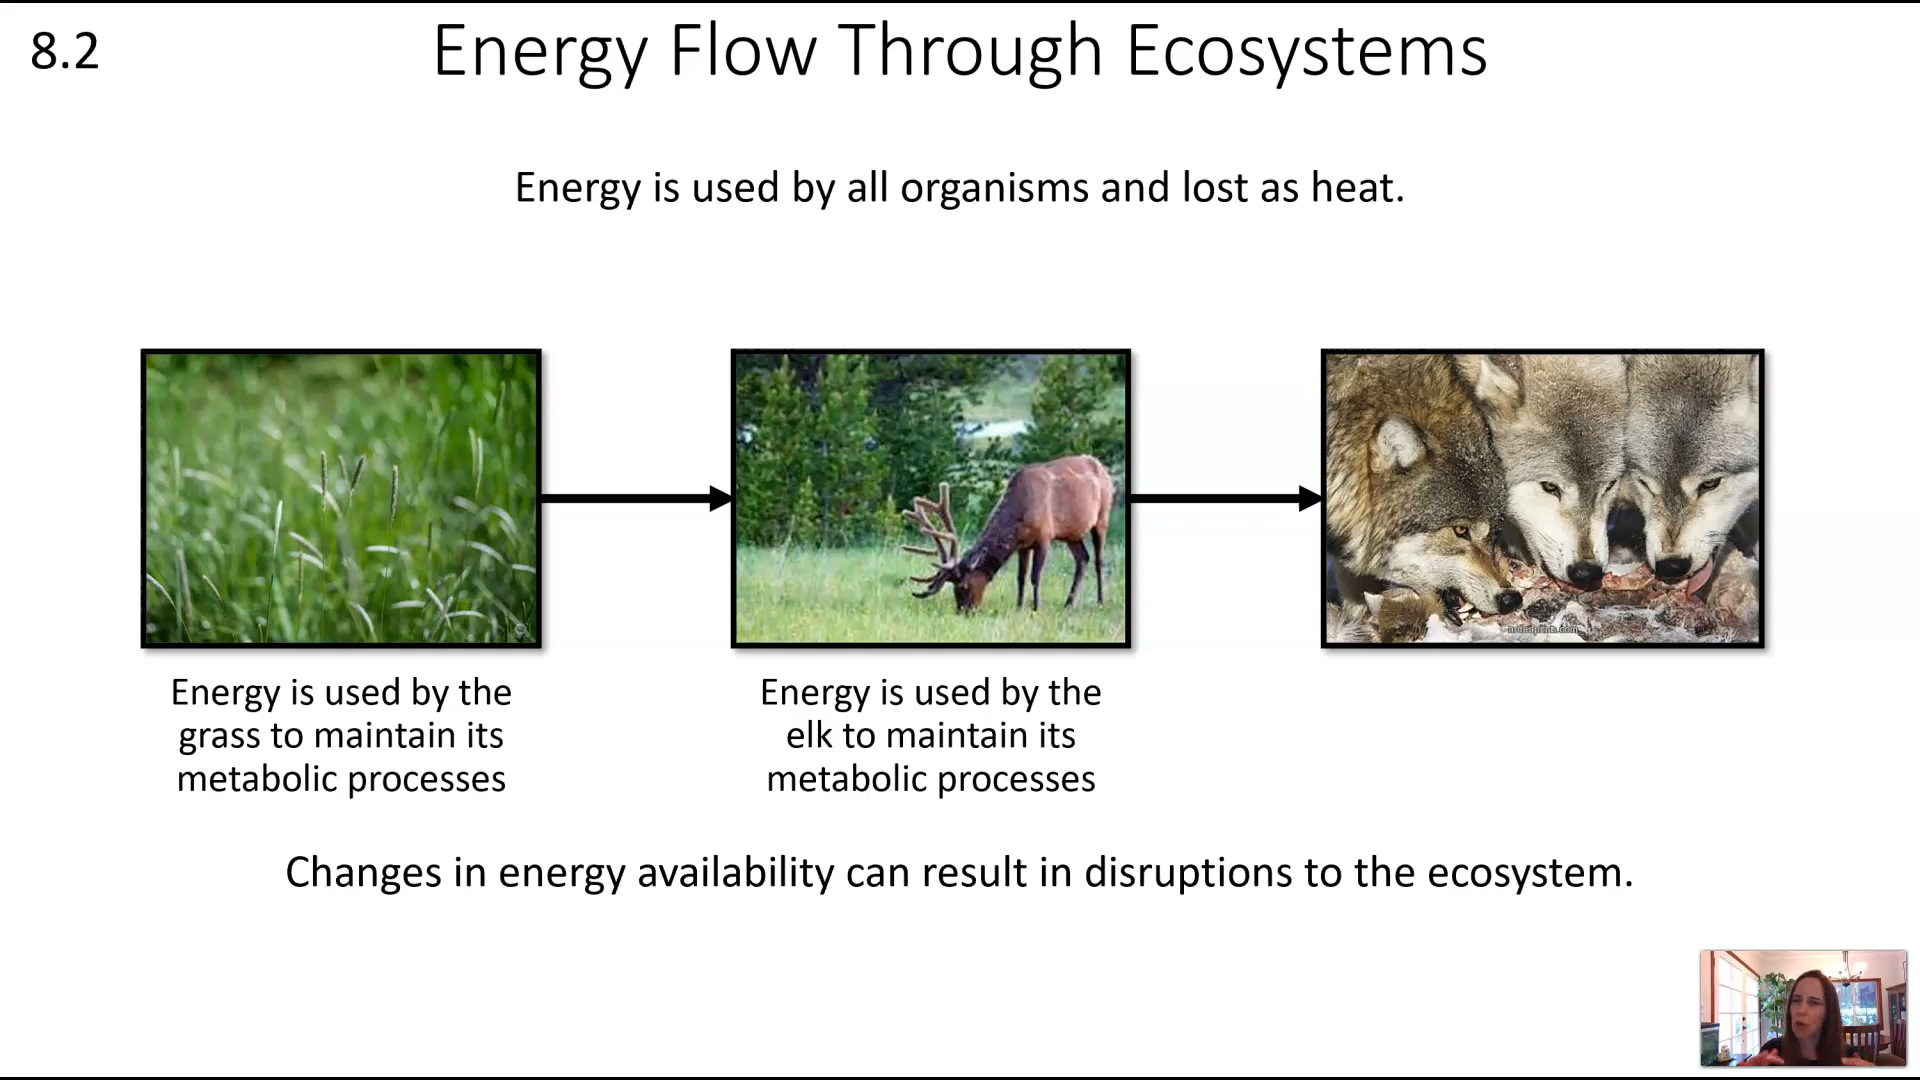 8.2
Energy Flow Through Ecosystems
Energy is used by all organisms and lost as heat.
Energy is used by the
grass to maintain its
metabolic processes
Energy is used by the
elk to maintain its
metabolic processes
Changes in energy availability can result in disruptions to the ecosystem.